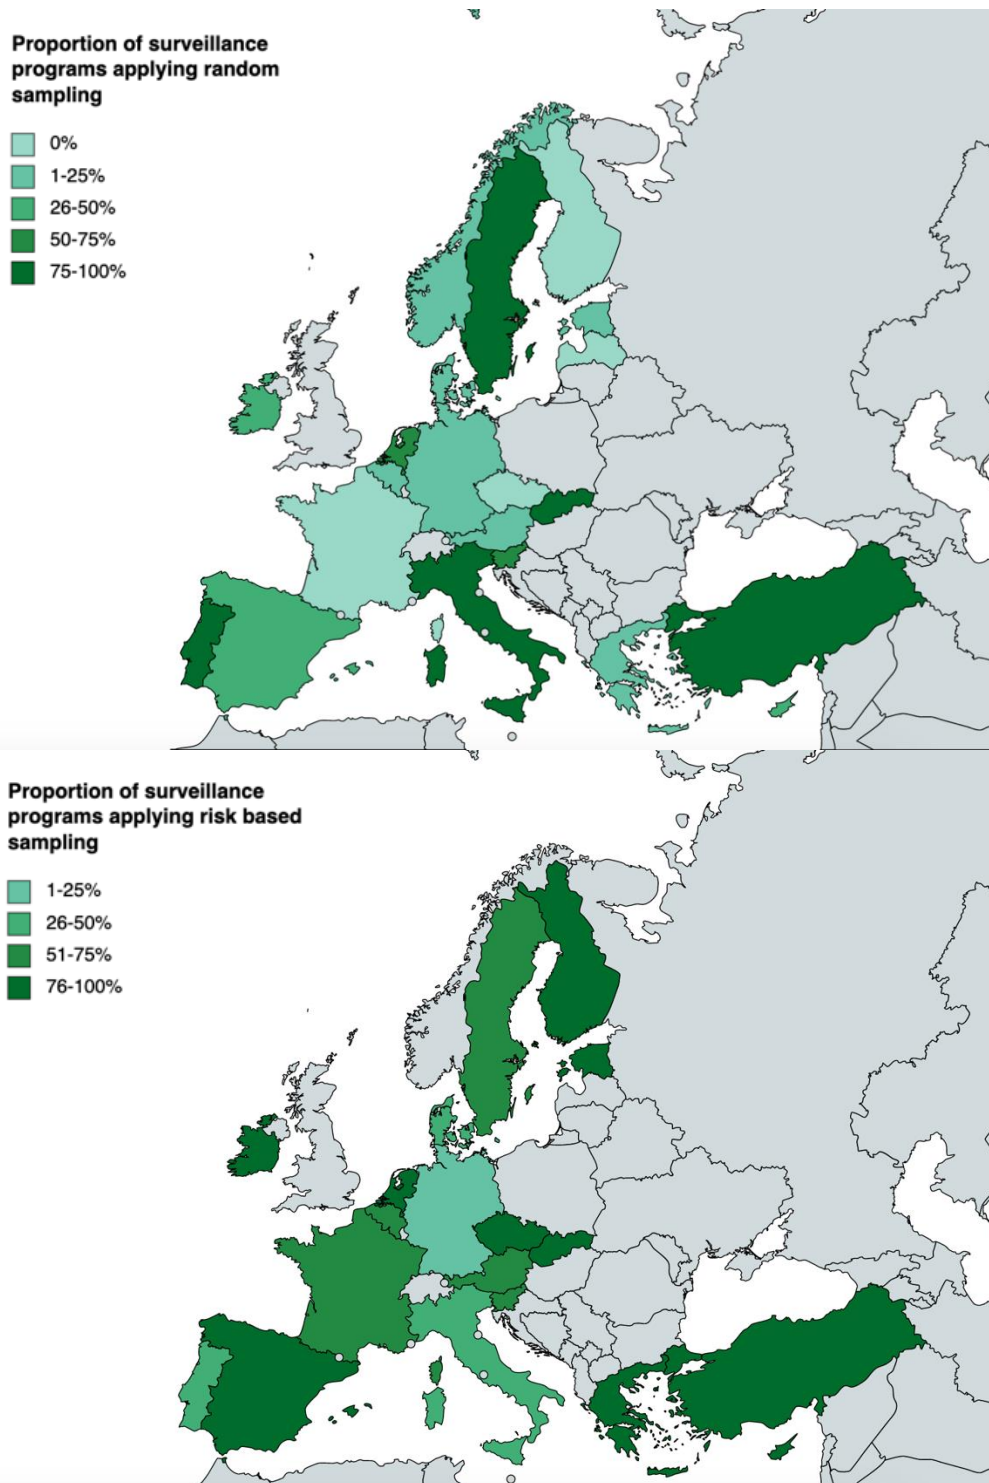 Proportion of surveillance
programs applying random
sampling
0%
1-25%
26-50%
50-75%
75-100%
Proportion of surveillance
programs applying risk based
sampling
1-25%
26-50%
51-75%
76-100%